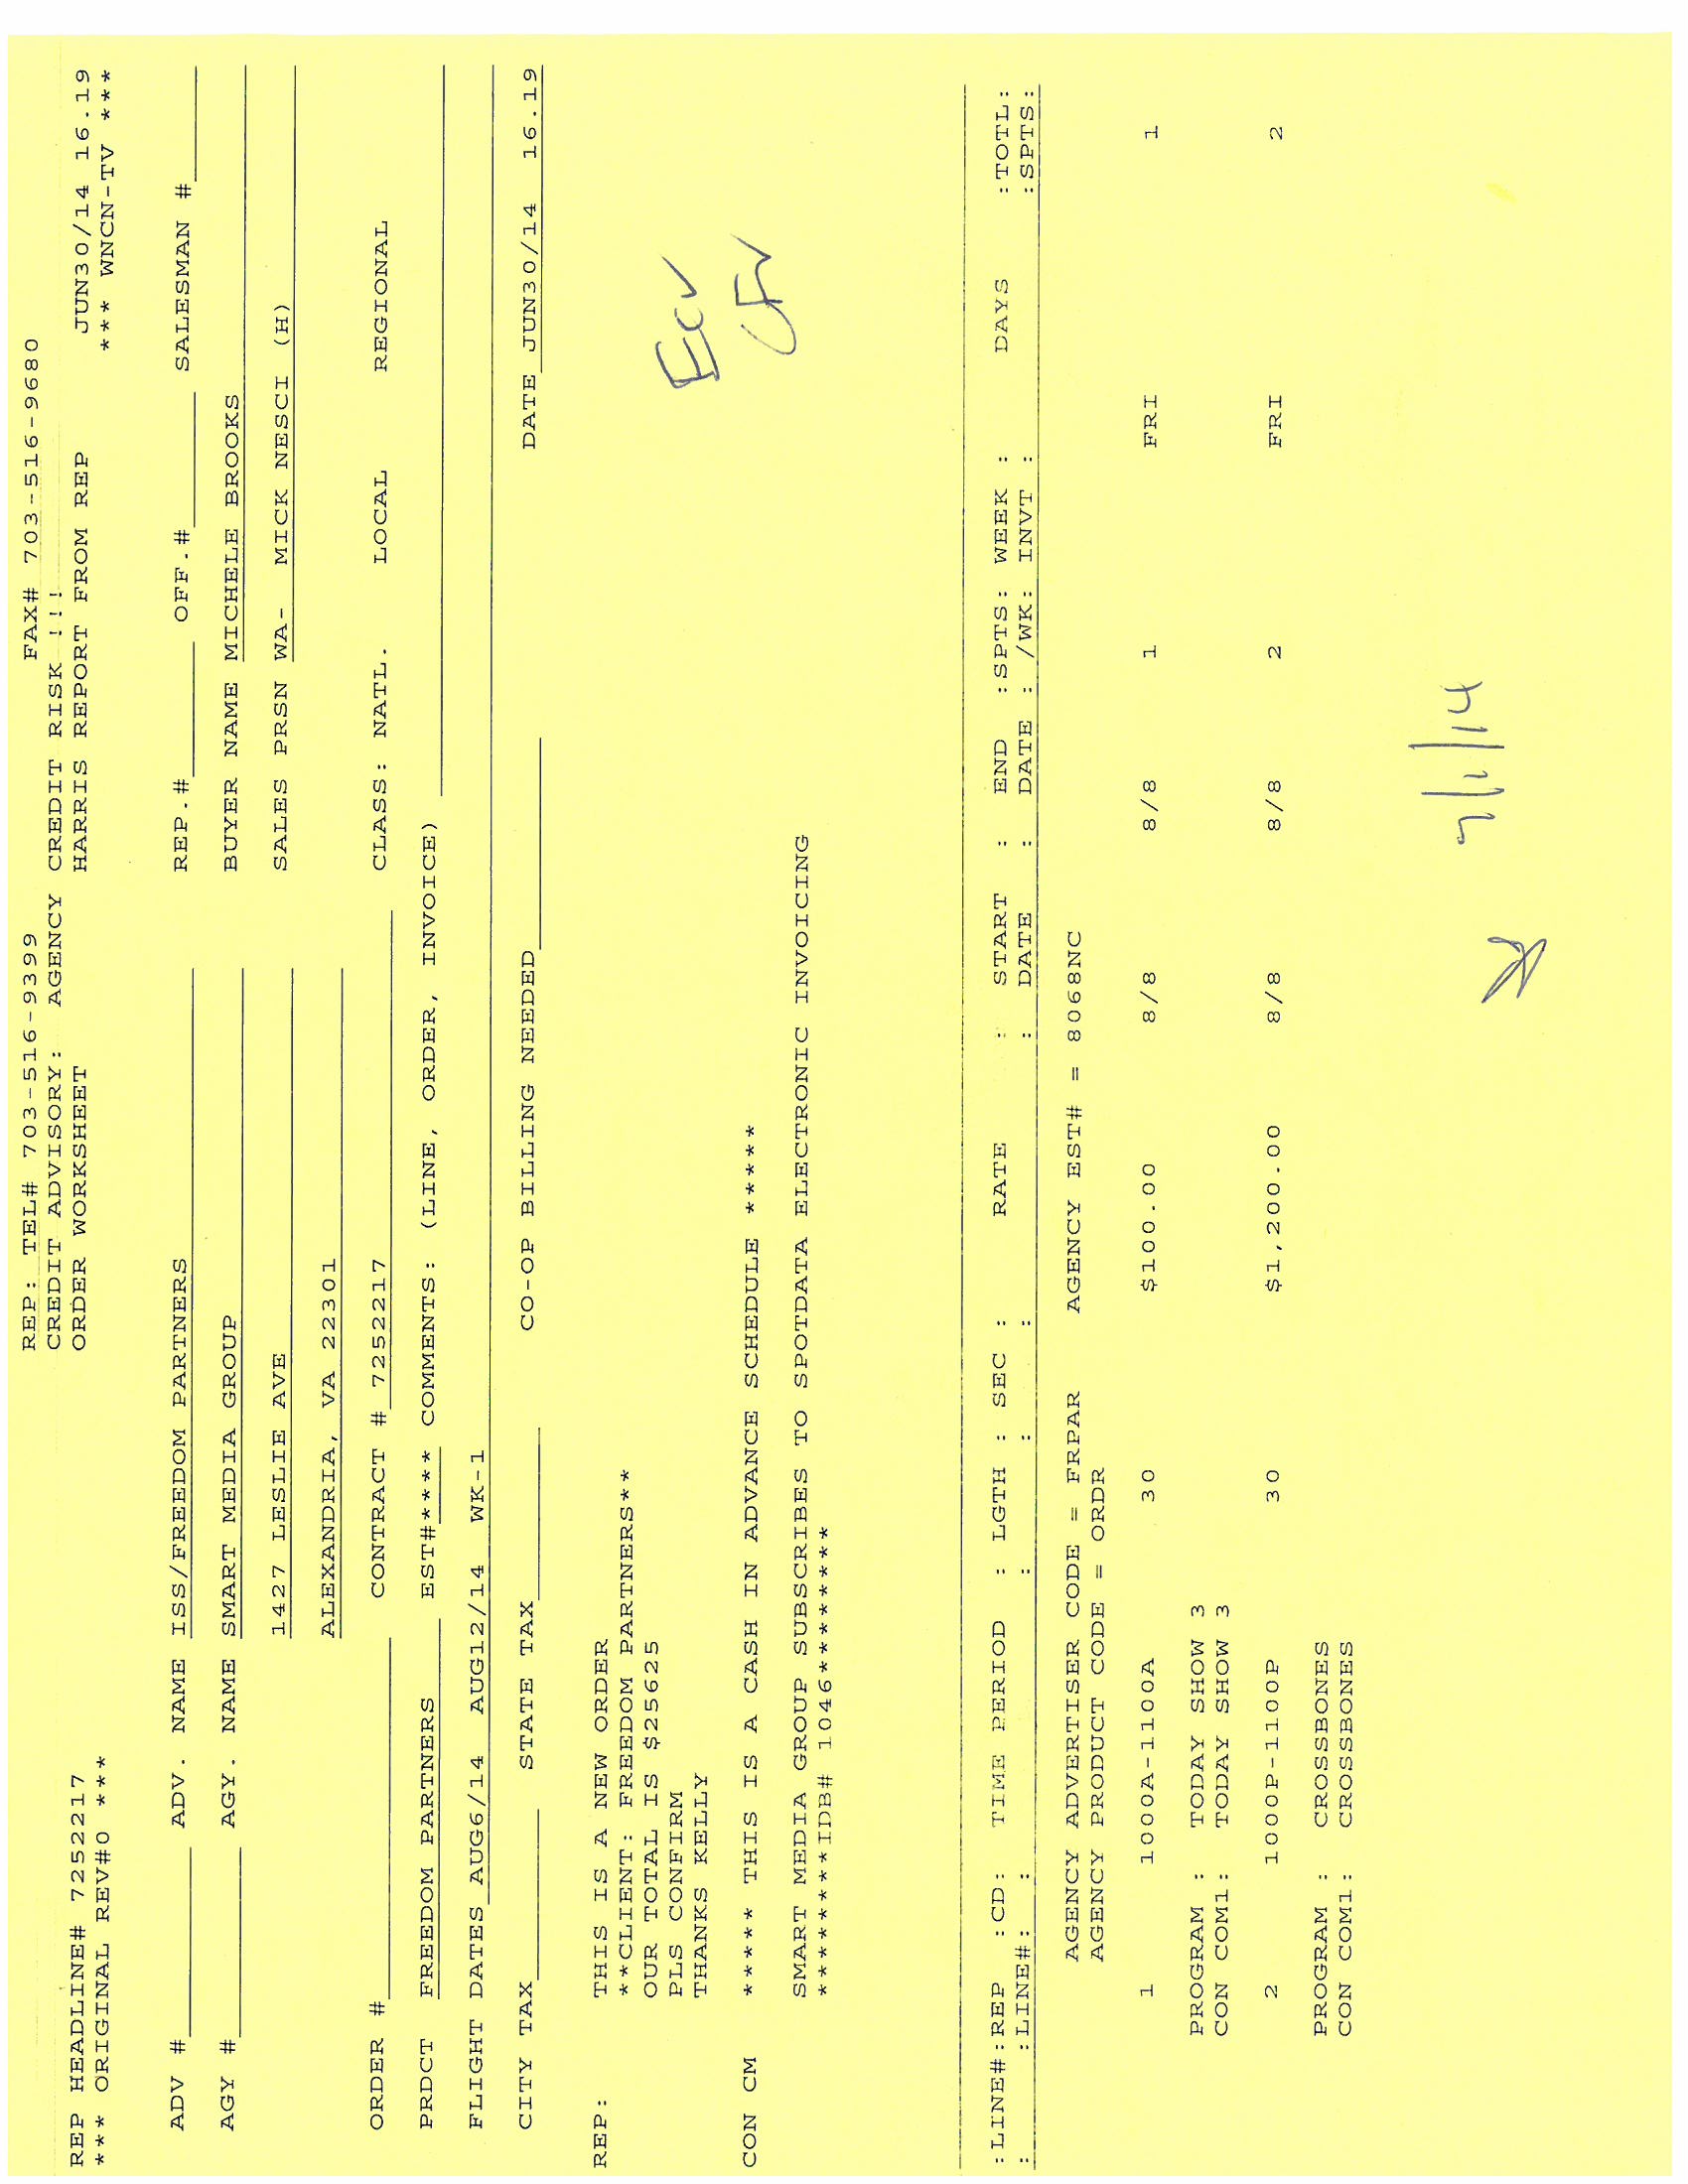 REP: TEL# 703-516-9399 FAX# 703-516-9680
CREDIT ADVISORY: AGENCY CREDIT RISK !!!
REP HEADLINE# 7252217 ORDER WORKSHEET HARRIS REPORT FROM REP JUN30/14 16.19
*** ORIGINAL REV#0 *** *** WNCN-TV ***
ADV # ADV. NAME ISS/FREEDOM PARTNERS REP.# OFF.# SALESMAN #
AGY # AGY. NAME SMART MEDIA GROUP BUYER NAME MICHELE BROOKS
1427 LESLIE AVE SALES PRSN WA- MICK NESCI (H)
ALEXANDRIA, VA 22301
ORDER # CONTRACT # 7252217 CLASS: NATL. LOCAL REGIONAL
PRDCT FREEDOM PARTNERS EST#**** COMMENTS: (LINE, ORDER, INVOICE)
FLIGHT DATES AUG6/14 AUG12/14 WK-1
CITY TAX STATE TAX CO-OP BILLING NEEDED DATE JUN30/14 16.19
REP: THIS IS A NEW ORDER
**CLIENT: FREEDOM PARTNERS**
OUR TOTAL IS $25625
PLS CONFIRM
THANKS KELLY
CON CM ***** THIS IS A CASH IN ADVANCE SCHEDULE *****
SMART MEDIA GROUP SUBSCRIBES TO SPOTDATA ELECTRONIC INVOICING
**********IDB# 1046**********
:LINE#:REP :CD: TIME PERIOD : LGTH : SEC : RATE : START : END :SPTS: WEEK : DAYS :TOTL:
: :LINE#: : : : : DATE : DATE : /WK: INVT : :SPTS:
AGENCY ADVERTISER CODE = FRPAR AGENCY EST# = 8068NC
AGENCY PRODUCT CODE = ORDR
1 1000A-1100A 30 $100.00 8/8 8/8 1 FRI 1
PROGRAM : TODAY SHOW 3
CON COM1: TODAY SHOW 3
2 1000P-1100P 30 $1,200.00 8/8 8/8 2 FRI 2
PROGRAM : CROSSBONES
CON COM1: CROSSBONES
7/1/14